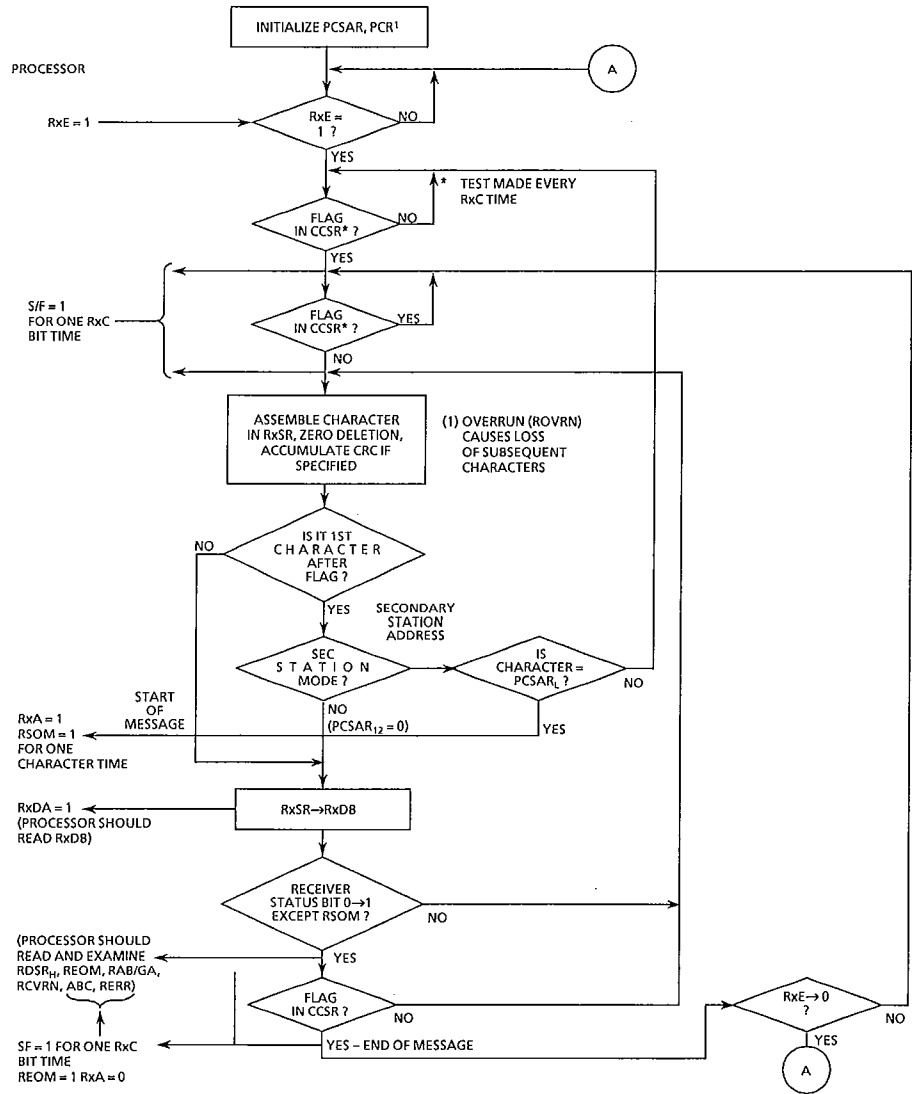 INITIALIZE PCSAR, PCR1
PROCESSOR
A
RxE = 1
RxE =
1 ?
NO
YES
* TEST MADE EVERY
RxC TIME
FLAG
IN CCSR* ?
NO
YES
S/F = 1
FOR ONE RxC
BIT TIME
FLAG
IN CCSR* ?
YES
NO
ASSEMBLE CHARACTER
IN RxSR, ZERO DELETION,
ACCUMULATE CRC IF
SPECIFIED
(1) OVERRUN (ROVRN)
CAUSES LOSS
OF SUBSEQUENT
CHARACTERS
NO
IS IT 1ST
CHARACTER
AFTER
FLAG ?
YES
SECONDARY
STATION
ADDRESS
SEC
STATION
MODE ?
IS
CHARACTER =
PCSARL ?
NO
START
OF
MESSAGE
NO
(PCSAR12 = 0)
YES
RxA = 1
RSOM = 1
FOR ONE
CHARACTER TIME
RxDA = 1
(PROCESSOR SHOULD
READ RxDB)
RxSR→RxDB
RECEIVER
STATUS BIT 0→1
EXCEPT RSOM ?
NO
YES
(PROCESSOR SHOULD
READ AND EXAMINE
RDSRH, REOM, RAB/GA,
RCVRN, ABC, RERR)
FLAG
IN CCSR ?
NO
RxE→0
?
NO
YES
YES – END OF MESSAGE
SF = 1 FOR ONE RxC
BIT TIME
REOM = 1 RxA = 0
A